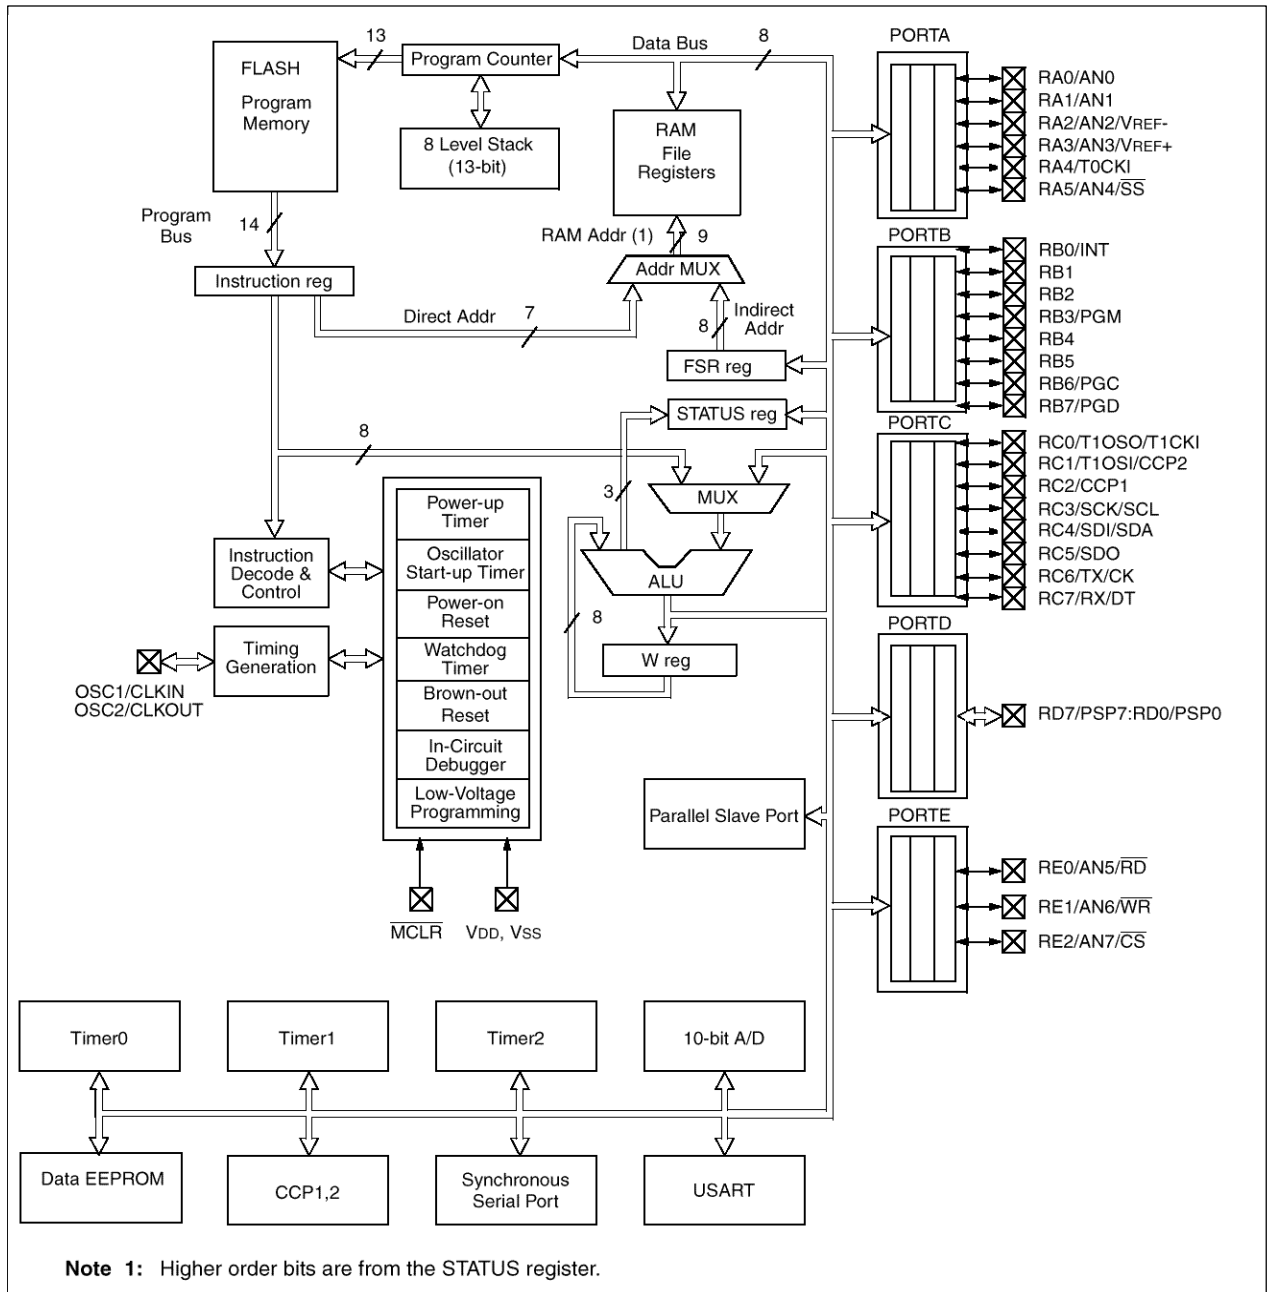 13
Data Bus
8
PORTA
FLASH
Program
Memory
Program Counter
8 Level Stack
(13-bit)
RAM
File
Registers
RA0/AN0
RA1/AN1
RA2/AN2/VREF-
RA3/AN3/VREF+
RA4/T0CKI
RA5/AN4/SS
Program
Bus
14
RAM Addr (1)
9
PORTB
Instruction reg
Addr MUX
RB0/INT
RB1
RB2
RB3/PGM
RB4
RB5
RB6/PGC
RB7/PGD
Direct Addr
7
8
Indirect
Addr
FSR reg
STATUS reg
PORTC
8
3
MUX
RC0/T1OSO/T1CKI
RC1/T1OSI/CCP2
RC2/CCP1
RC3/SCK/SCL
RC4/SDI/SDA
RC5/SDO
RC6/TX/CK
RC7/RX/DT
Power-up
Timer
Oscillator
Start-up Timer
Power-on
Reset
Watchdog
Timer
Brown-out
Reset
In-Circuit
Debugger
Low-Voltage
Programming
Instruction
Decode &
Control
ALU
8
W reg
Timing
Generation
OSC1/CLKIN
OSC2/CLKOUT
PORTD
RD7/PSP7:RD0/PSP0
Parallel Slave Port
PORTE
RE0/AN5/RD
RE1/AN6/WR
RE2/AN7/CS
MCLR
VDD, VSS
Timer0
Timer1
Timer2
10-bit A/D
Data EEPROM
CCP1,2
Synchronous
Serial Port
USART
Note 1: Higher order bits are from the STATUS register.